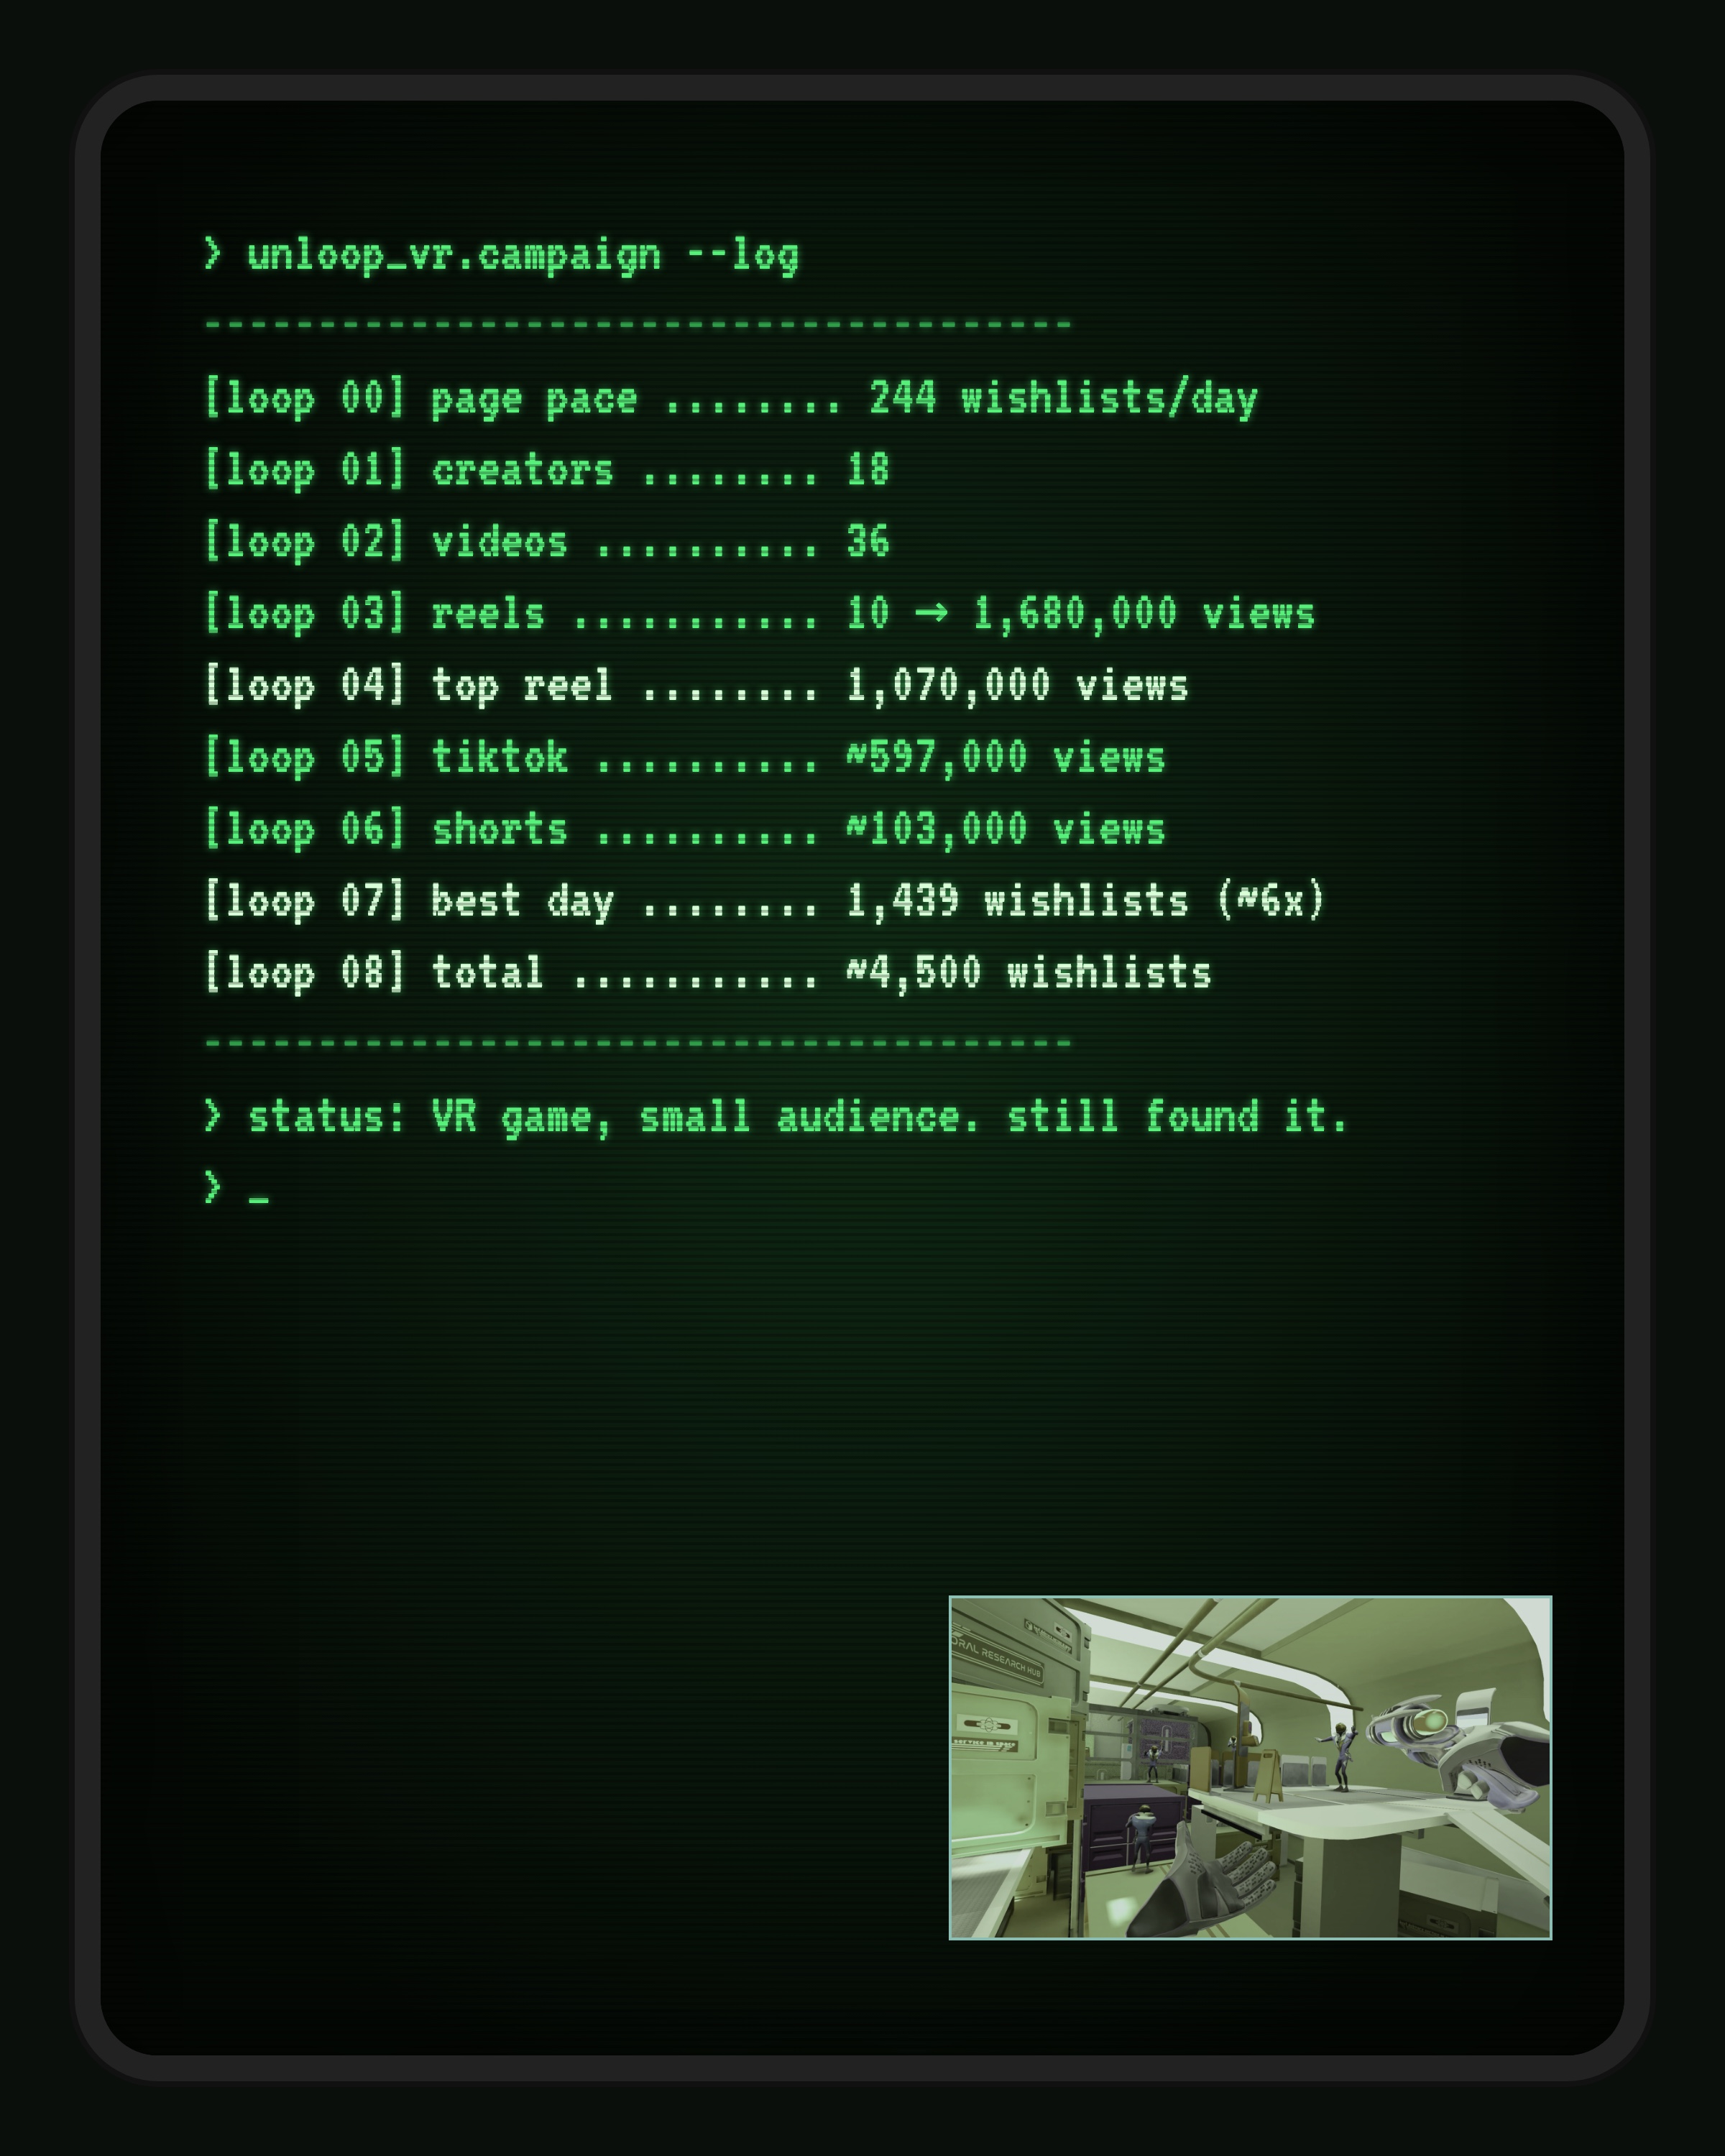 > unloop_vr.campaign --log
--------------------------------------
[loop 00] page pace ........ 244 wishlists/day
[loop 01] creators ........ 18
[loop 02] videos .......... 36
[loop 03] reels ........... 10 → 1,680,000 views
[loop 04] top reel ........ 1,070,000 views
[loop 05] tiktok .......... ~597,000 views
[loop 06] shorts .......... ~103,000 views
[loop 07] best day ........ 1,439 wishlists (~6x)
[loop 08] total ........... ~4,500 wishlists
--------------------------------------
> status: VR game, small audience. still found it.
> _
ORAL RESEARCH HUB